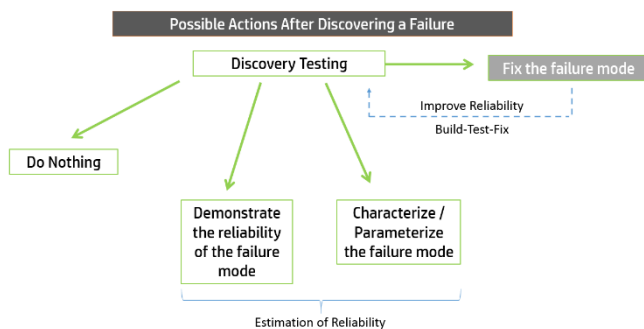 Possible Actions After Discovering a Failure
Discovery Testing
Fix the failure mode
Improve Reliability
Build-Test-Fix
Do Nothing
Demonstrate
the reliability
of the failure
mode
Characterize /
Parameterize
the failure mode
Estimation of Reliability